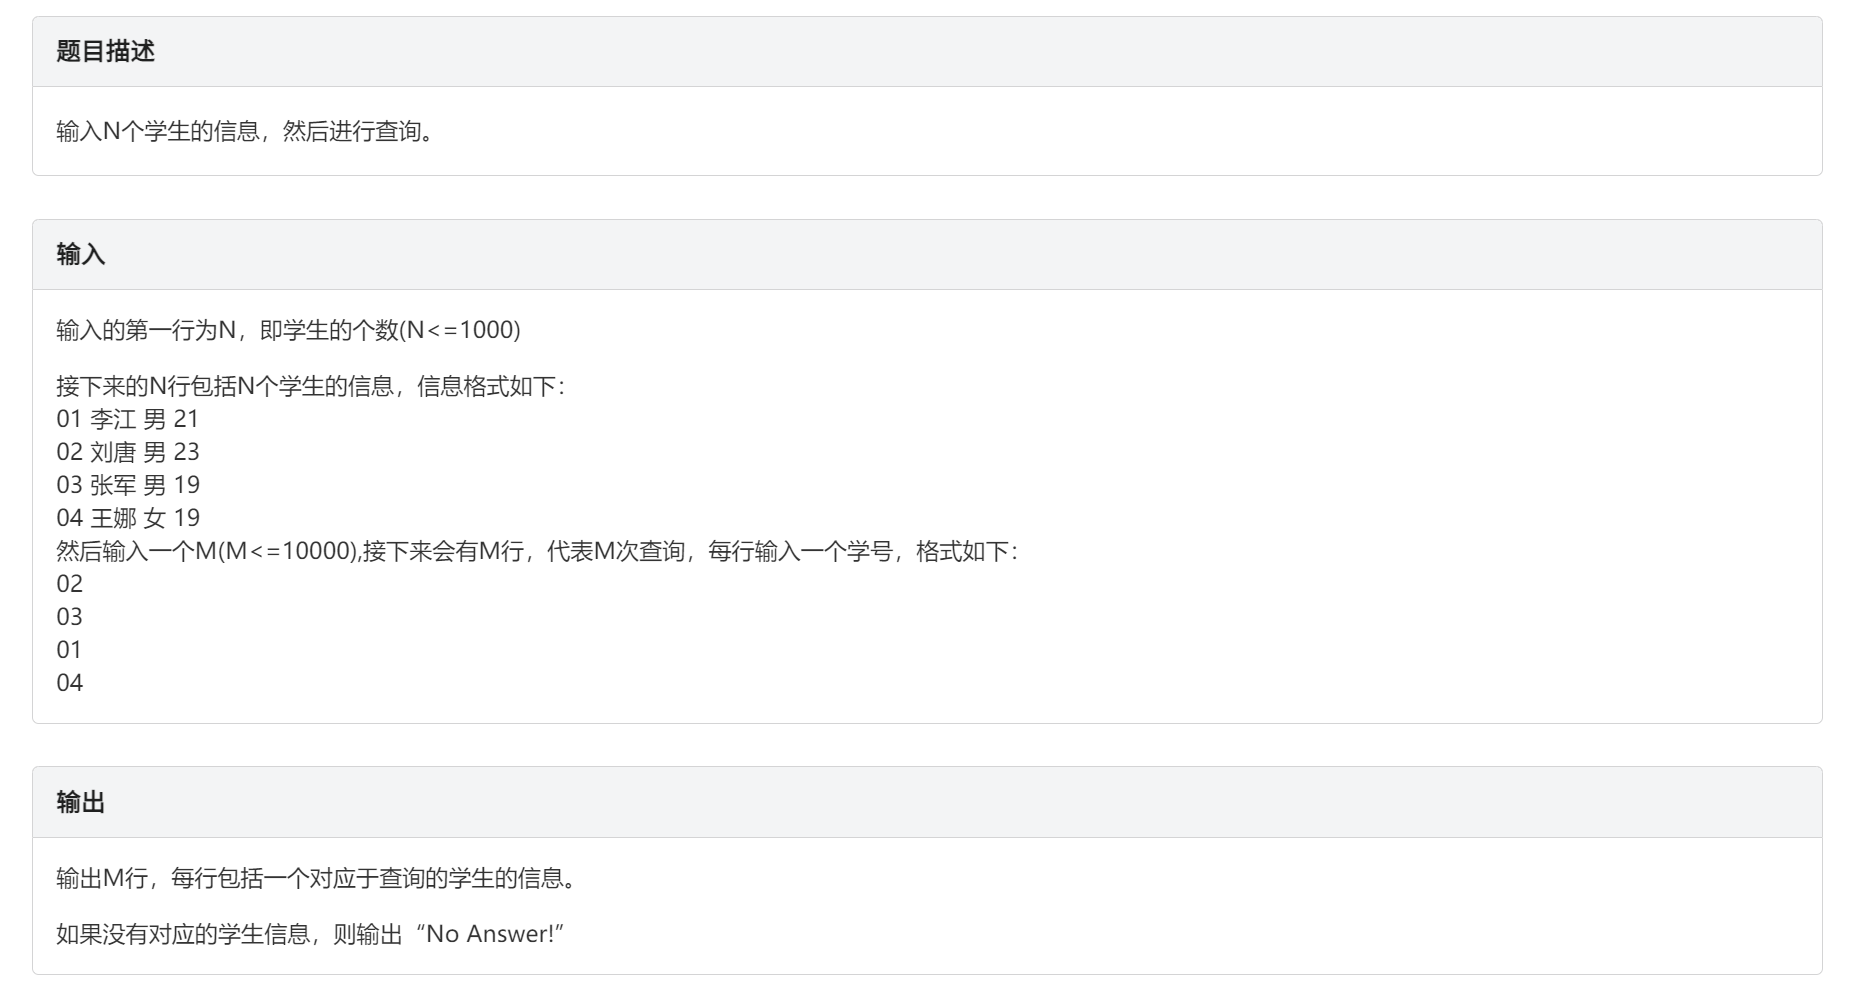 题目描述
输入N个学生的信息，然后进行查询。
输入
输入的第一行为N，即学生的个数(N<=1000)
接下来的N行包括N个学生的信息，信息格式如下：
01 李江 男 21
02 刘唐 男 23
03 张军 男 19
04 王娜 女 19
然后输入一个M(M<=10000),接下来会有M行，代表M次查询，每行输入一个学号，格式如下：
02
03
01
04
输出
输出M行，每行包括一个对应于查询的学生的信息。
如果没有对应的学生信息，则输出“No Answer!”